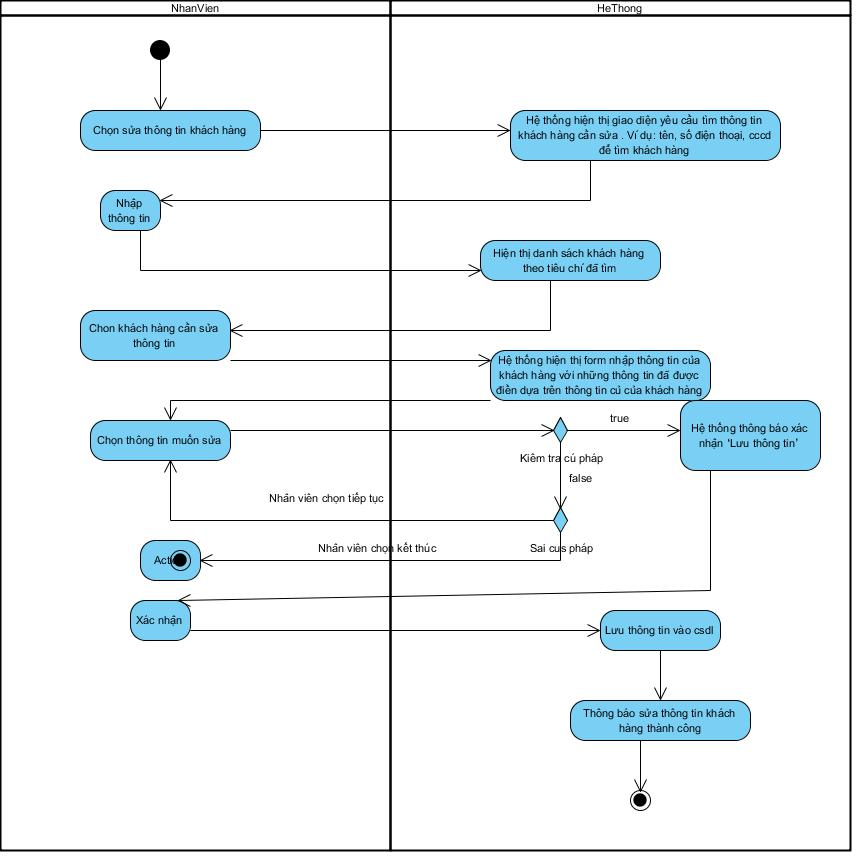 NhanVien
HeThong
Chọn sửa thông tin khách hàng
Hệ thống hiện thị giao diện yêu cầu tìm thông tin
khách hàng cần sửa . Ví dụ: tên, số điện thoại, cccd
để tìm khách hàng
Nhập
thông tin
Hiện thị danh sách khách hàng
theo tiêu chí đã tìm
Chon khách hàng cần sửa
thông tin
Hệ thống hiện thị form nhập thông tin của
khách hàng với những thông tin đã được
điền dựa trên thông tin cũ của khách hàng
Chọn thông tin muốn sửa
true
Hệ thống thông báo xác
nhận 'Lưu thông tin'
Kiểm tra cú pháp
false
Nhân viên chọn tiếp tục
Nhân viên chọn kết thúc
Sai cus pháp
Xác nhận
Lưu thông tin vào csdl
Thông báo sửa thông tin khách
hàng thành công